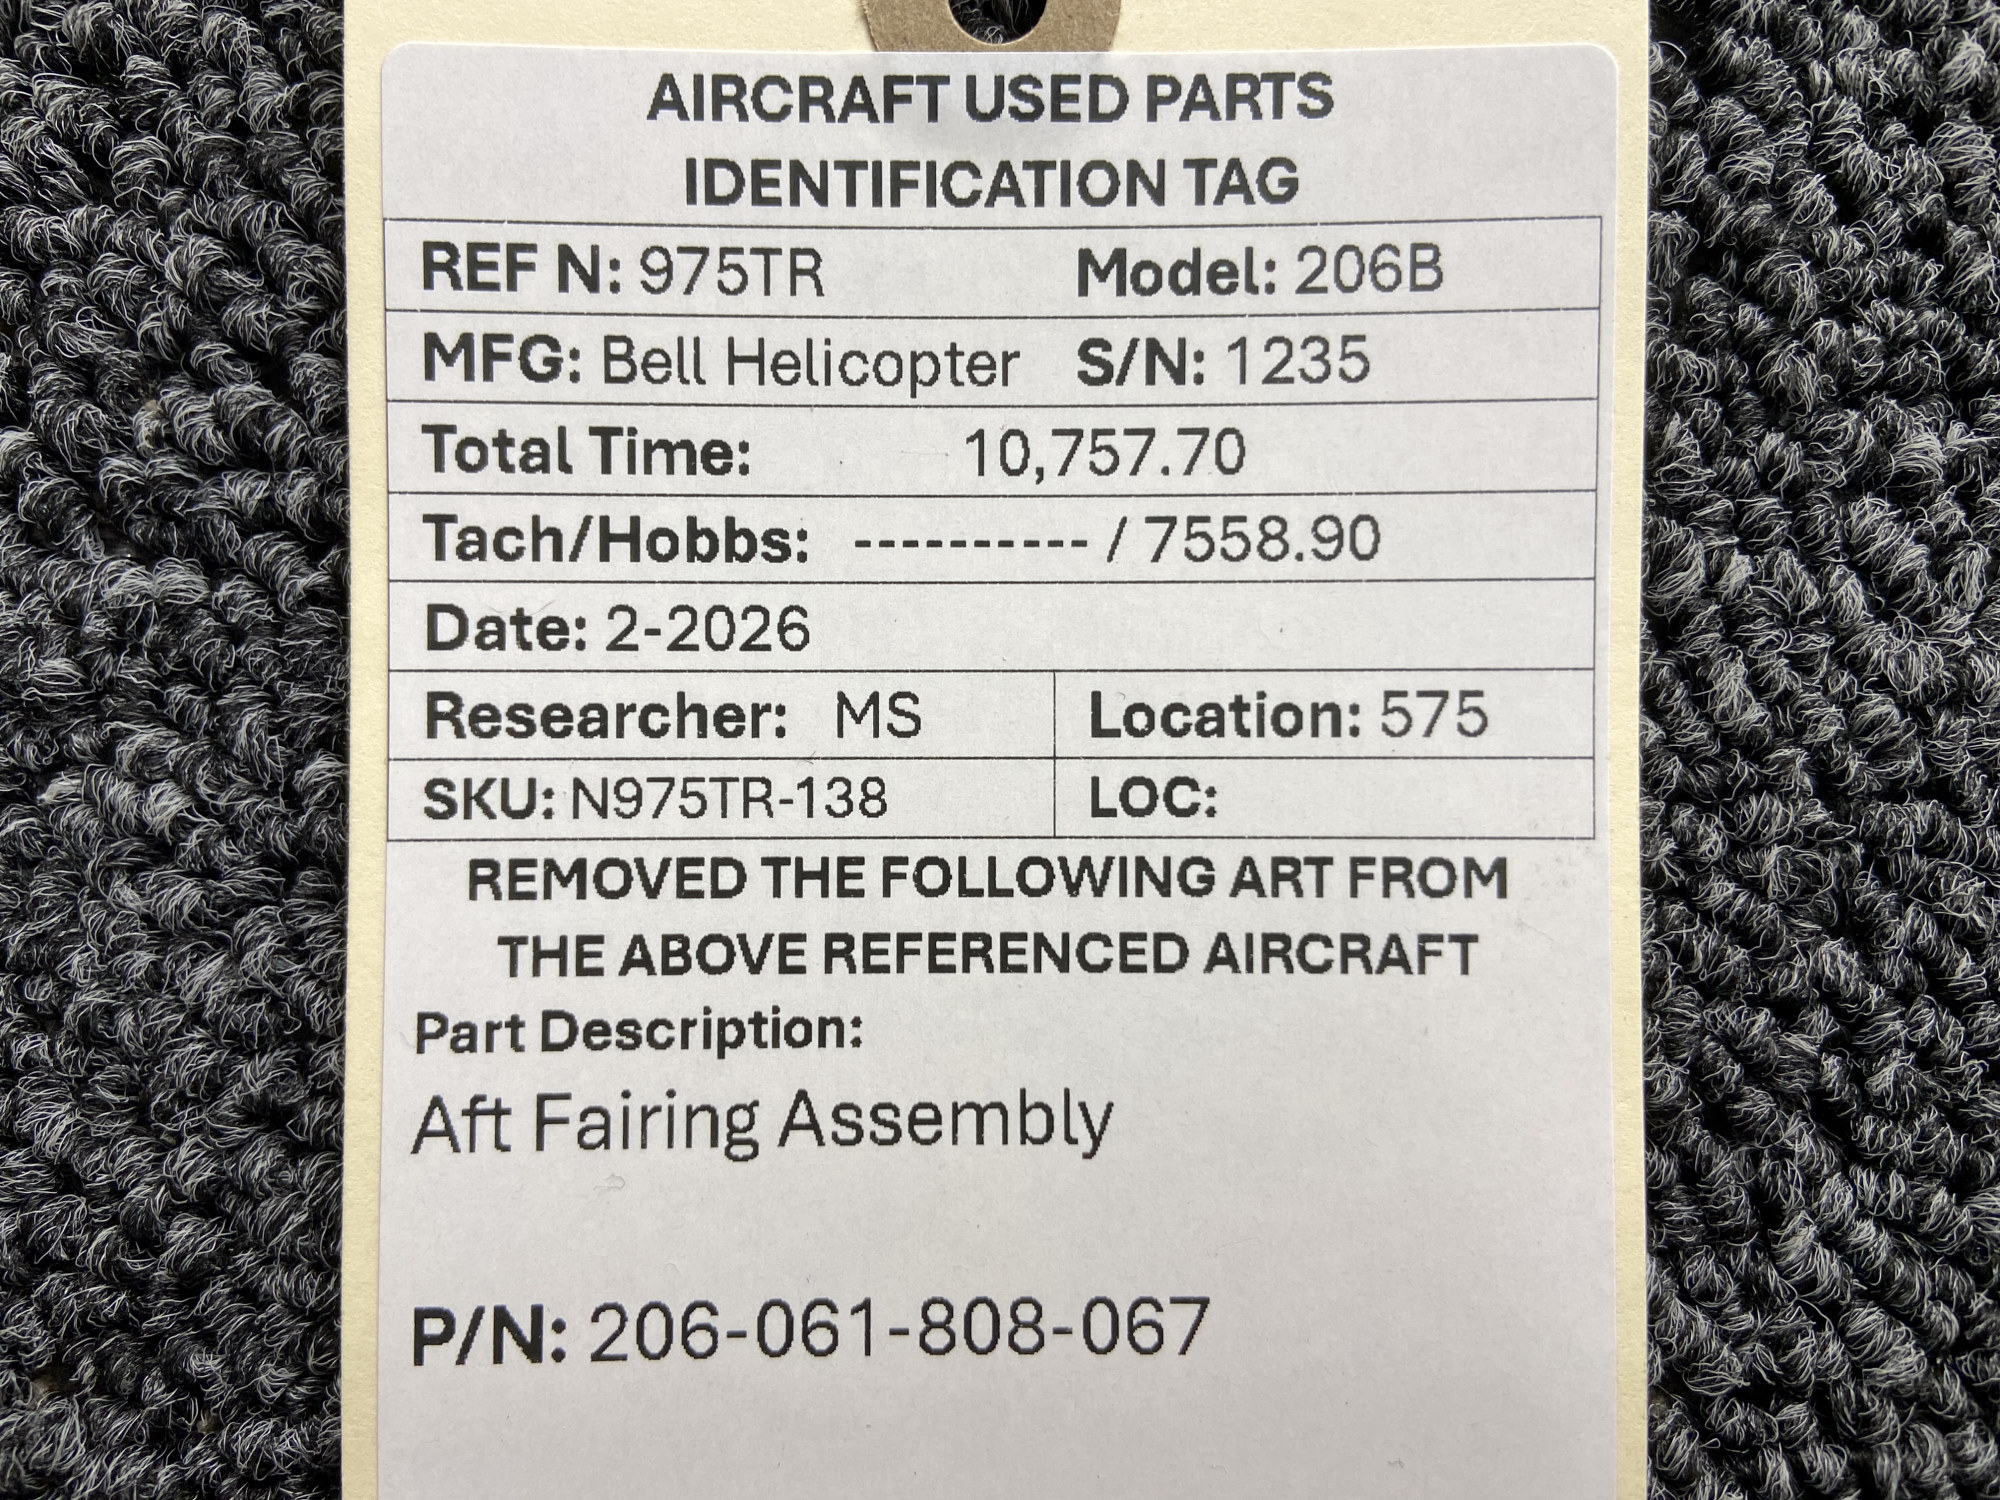 AIRCRAFT USED PARTS
IDENTIFICATION TAG
REF N: 975TR Model: 206B
MFG: Bell Helicopter S/N: 1235
Total Time: 10,757.70
Tach/Hobbs: ---------- / 7558.90
Date: 2-2026
Researcher: MS Location: 575
SKU: N975TR-138 LOC:
REMOVED THE FOLLOWING ART FROM
THE ABOVE REFERENCED AIRCRAFT
Part Description:
Aft Fairing Assembly
P/N: 206-061-808-067